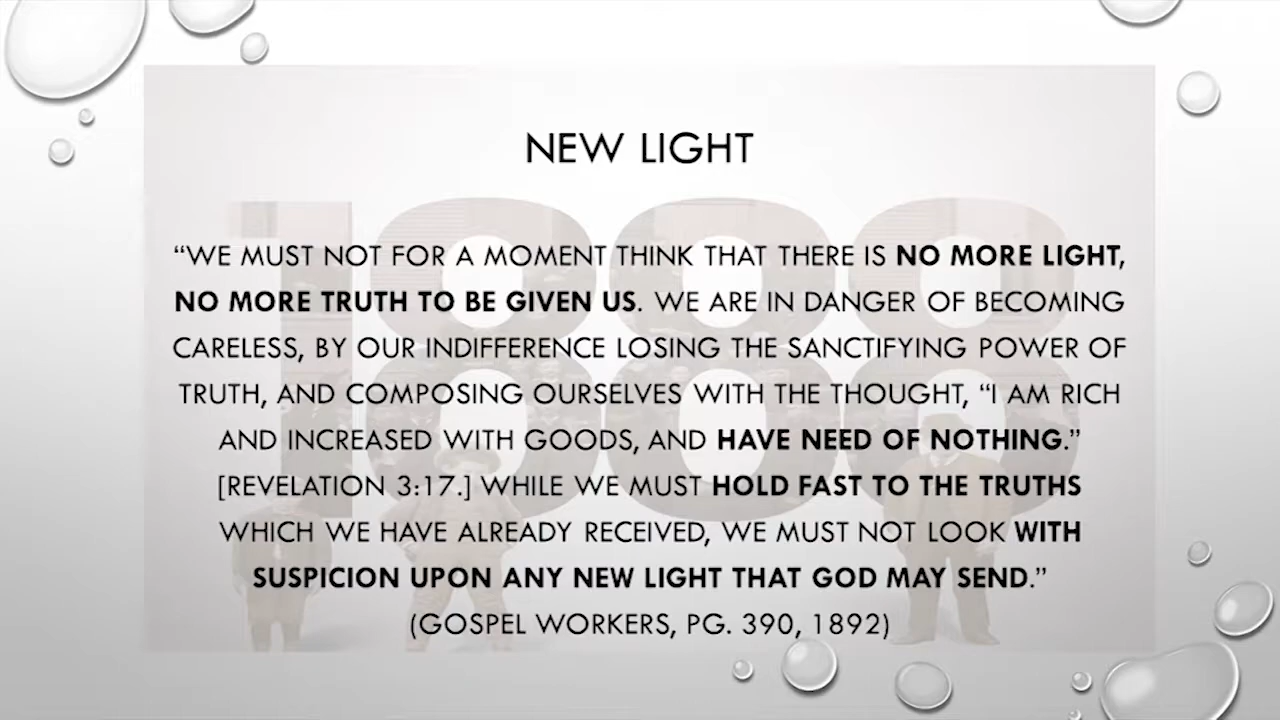 NEW LIGHT
1888
“WE MUST NOT FOR A MOMENT THINK THAT THERE IS NO MORE LIGHT,
NO MORE TRUTH TO BE GIVEN US. WE ARE IN DANGER OF BECOMING
CARELESS, BY OUR INDIFFERENCE LOSING THE SANCTIFYING POWER OF
TRUTH, AND COMPOSING OURSELVES WITH THE THOUGHT, “I AM RICH
AND INCREASED WITH GOODS, AND HAVE NEED OF NOTHING.”
[REVELATION 3:17.] WHILE WE MUST HOLD FAST TO THE TRUTHS
WHICH WE HAVE ALREADY RECEIVED, WE MUST NOT LOOK WITH
SUSPICION UPON ANY NEW LIGHT THAT GOD MAY SEND.”
(GOSPEL WORKERS, PG. 390, 1892)